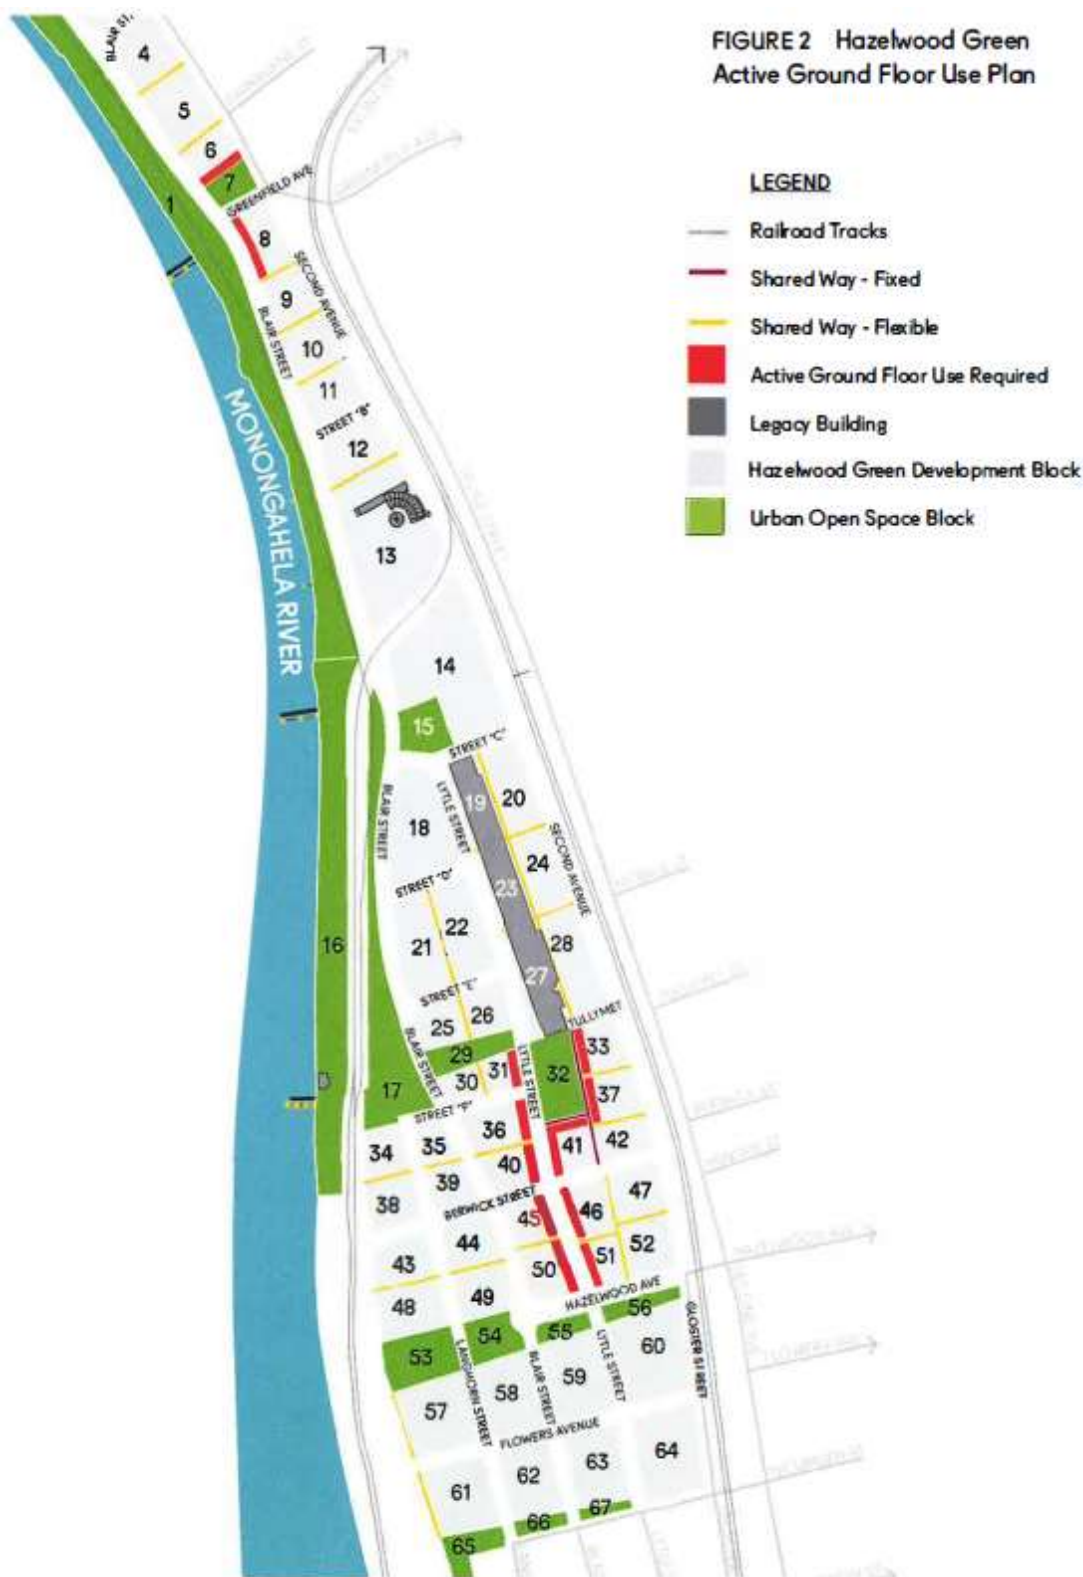 FIGURE 2 Hazelwood Green
Active Ground Floor Use Plan
LEGEND
Railroad Tracks
Shared Way - Fixed
Shared Way - Flexible
Active Ground Floor Use Required
Legacy Building
Hazelwood Green Development Block
Urban Open Space Block
BLAIR ST.
4
5
6
7
GREENFIELD AVE
1
8
SECOND AVENUE
9
BLAIR STREET
10
11
STREET "B"
12
MONONGAHELA RIVER
13
14
15
STREET "C"
19
LYTLE STREET
BLAIR STREET
20
18
SECOND AVENUE
24
STREET "D"
23
22
21
28
16
27
STREET "E"
26
25
TULLYMET
BLAIR STREET
29
LYTLE STREET
33
31
32
30
17
37
STREET "F"
36
35
34
41
42
40
39
38
BERWICK STREET
47
45
46
44
43
52
51
50
49
48
HAZELWOOD AVE
56
55
54
53
GLOSTER STREET
60
LYTLE STREET
59
BLAIR STREET
58
LANGHORN STREET
57
FLOWERS AVENUE
64
63
62
61
67
66
65